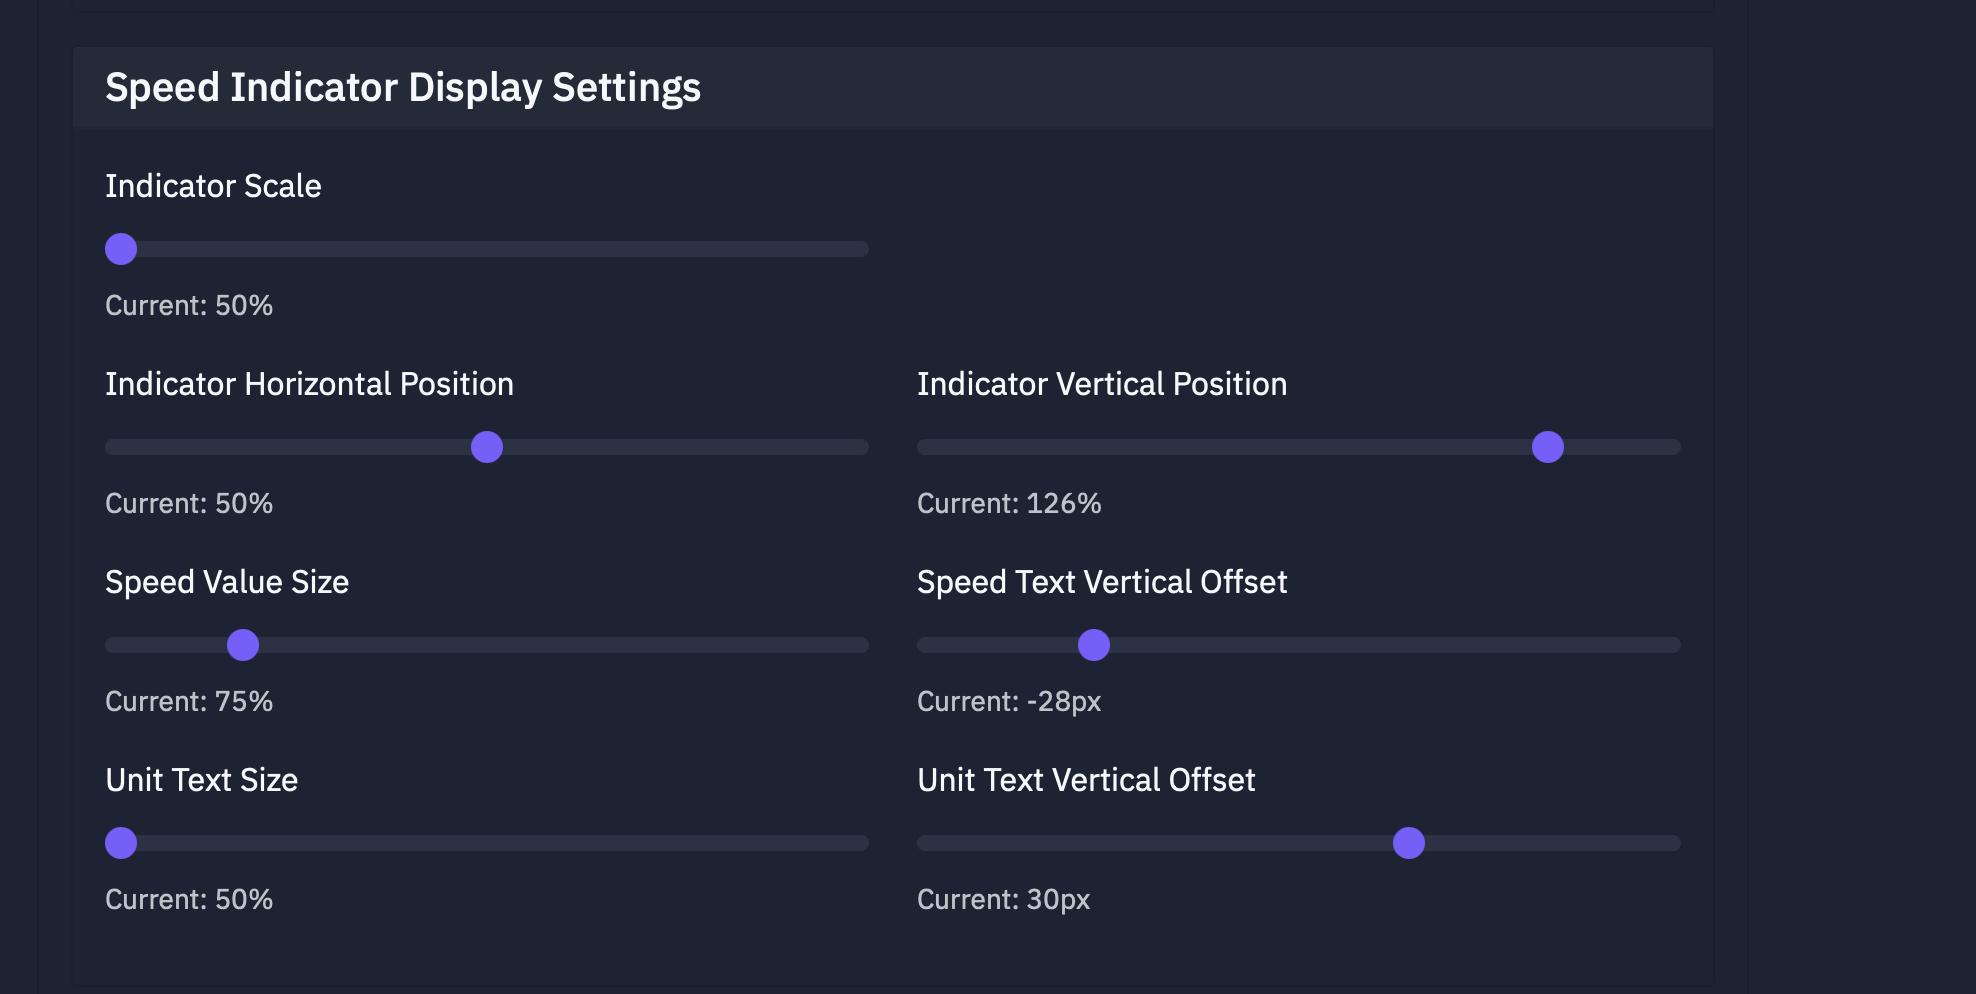 Speed Indicator Display Settings
Indicator Scale
Current: 50%
Indicator Horizontal Position
Current: 50%
Indicator Vertical Position
Current: 126%
Speed Value Size
Current: 75%
Speed Text Vertical Offset
Current: -28px
Unit Text Size
Current: 50%
Unit Text Vertical Offset
Current: 30px